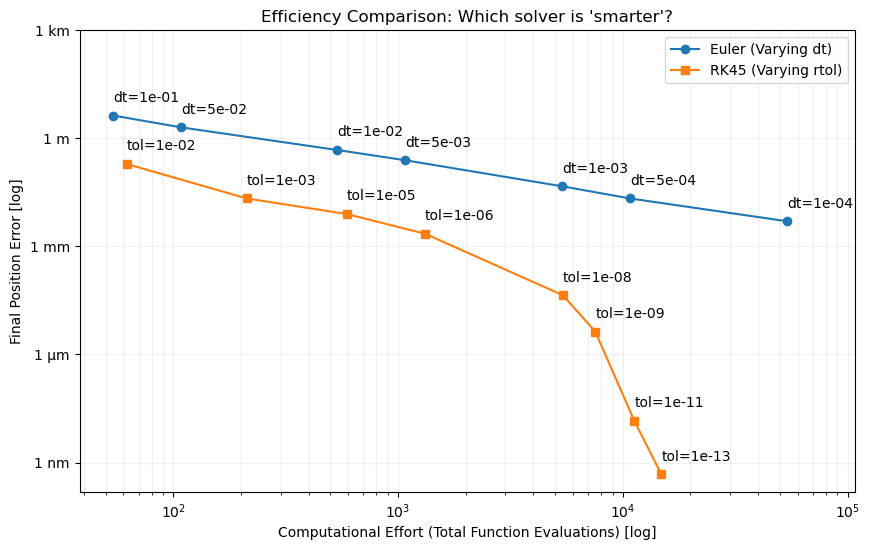 Efficiency Comparison: Which solver is 'smarter'?
1 km
1 m
1 mm
1 μm
1 nm
Final Position Error [log]
Euler (Varying dt)
RK45 (Varying rtol)
dt=1e-01
dt=5e-02
dt=1e-02
dt=5e-03
dt=1e-03
dt=5e-04
dt=1e-04
tol=1e-02
tol=1e-03
tol=1e-05
tol=1e-06
tol=1e-08
tol=1e-09
tol=1e-11
tol=1e-13
10²
10³
10⁴
10⁵
Computational Effort (Total Function Evaluations) [log]